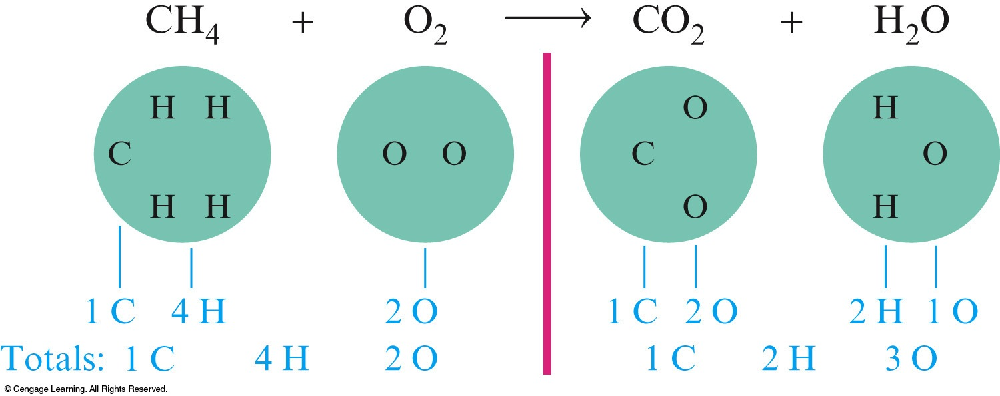 CH₄ + O₂ ⟶ CO₂ + H₂O
H H O H
C O O C O
H H O H
1 C 4 H 2 O 1 C 2 O 2 H 1 O
Totals: 1 C 4 H 2 O 1 C 2 H 3 O
© Cengage Learning. All Rights Reserved.